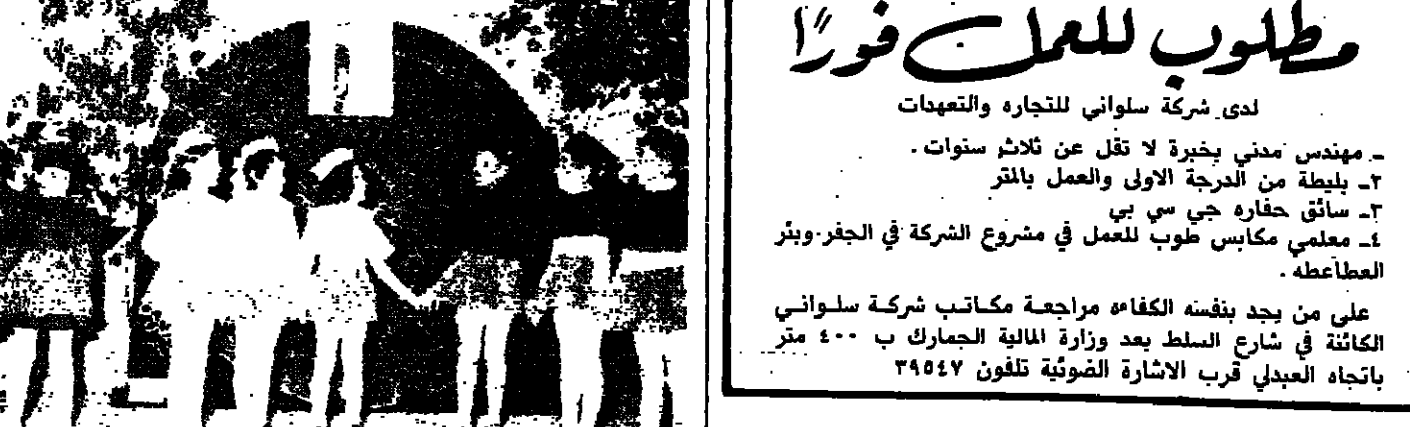 مطلوب للعمل فورًا
لدى شركة سلواني للتجاره والتعهدات
ـ مهندس مدني بخبرة لا تقل عن ثلاث سنوات .
٢ـ بليطة من الدرجة الاولى والعمل بالمتر
٣ـ سائق حفاره جي سي بي
٤ـ معلمي مكابس طوب للعمل في مشروع الشركة في الجفر وبئر
العطاعطه .
على من يجد بنفسه الكفاءه مراجعة مكاتب شركة سلواني
الكائنة في شارع السلط بعد وزارة المالية الجمارك ب ٤٠٠ متر
باتجاه العبدلي قرب الاشارة الضوئية تلفون ٣٩٥٤٧